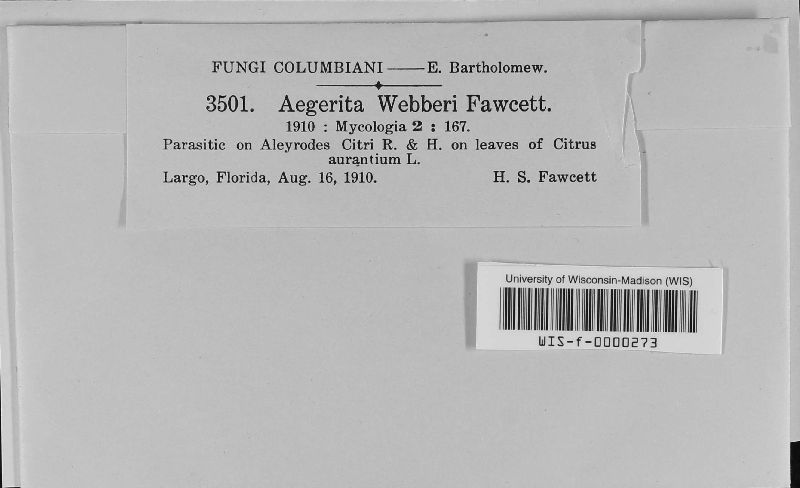 FUNGI COLUMBIANI —— E. Bartholomew.
3501. Aegerita Webberi Fawcett.
1910 : Mycologia 2 : 167.
Parasitic on Aleyrodes Citri R. & H. on leaves of Citrus
aurantium L.
Largo, Florida, Aug. 16, 1910. H. S. Fawcett
University of Wisconsin-Madison (WIS)
WIS-f-0000273